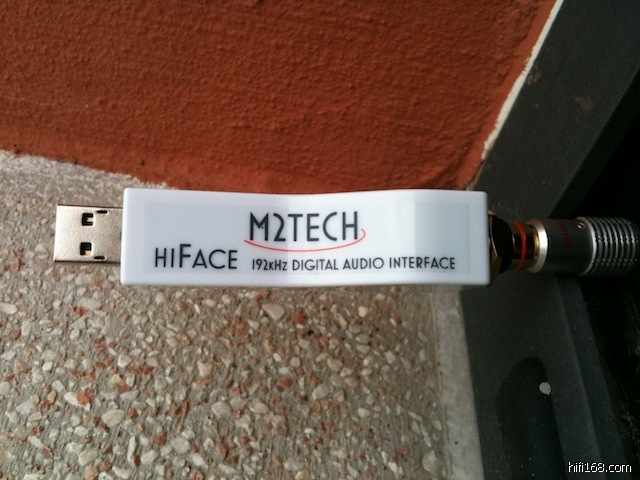 M2TECH
HIFACE 192KHZ DIGITAL AUDIO INTERFACE
hifi168.com